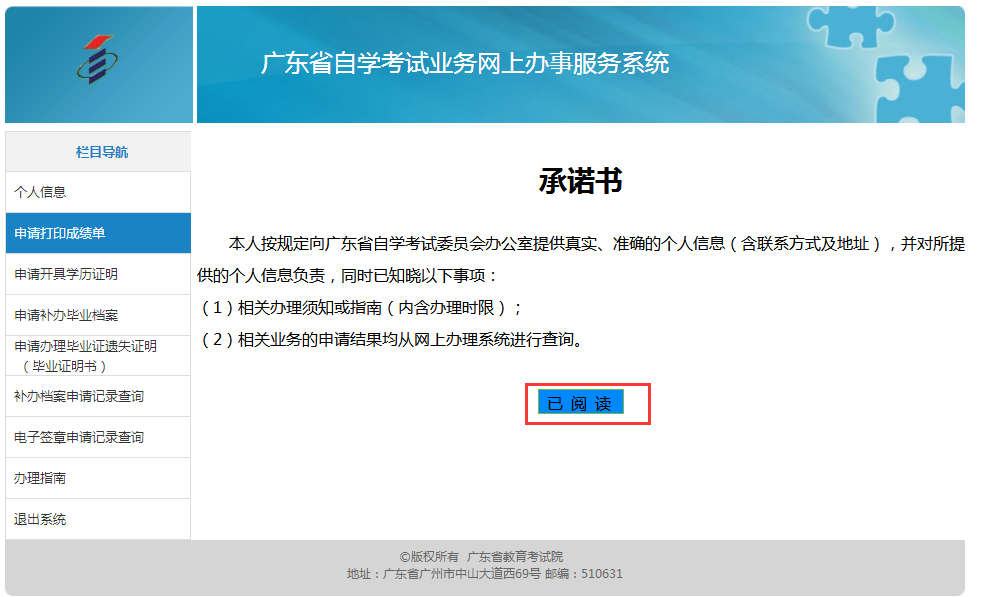 广东省自学考试业务网上办事服务系统
栏目导航
个人信息
申请打印成绩单
申请开具学历证明
申请补办毕业档案
申请办理毕业证遗失证明
（毕业证明书）
补办档案申请记录查询
电子签章申请记录查询
办理指南
退出系统
承诺书
本人按规定向广东省自学考试委员会办公室提供真实、准确的个人信息（含联系方式及地址），并对所提
供的个人信息负责，同时已知晓以下事项：
（1）相关办理须知或指南（内含办理时限）；
（2）相关业务的申请结果均从网上办理系统进行查询。
已 阅 读
©版权所有 广东省教育考试院
地址：广东省广州市中山大道西69号 邮编：510631